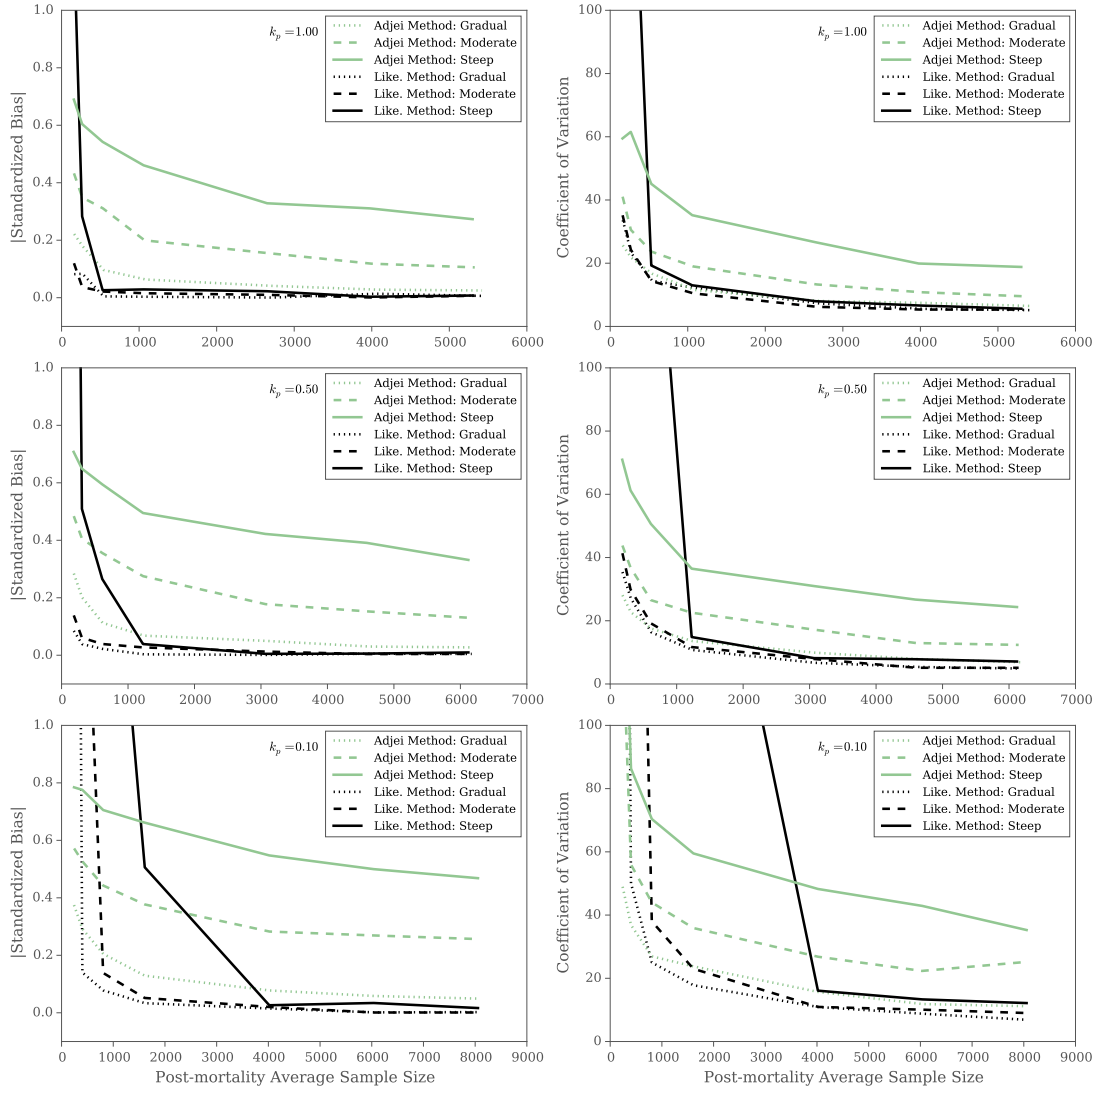 1.0
0.8
0.6
0.4
0.2
0.0
|Standardized Bias|
k_p =1.00
Adjei Method: Gradual
Adjei Method: Moderate
Adjei Method: Steep
Like. Method: Gradual
Like. Method: Moderate
Like. Method: Steep
0 1000 2000 3000 4000 5000 6000
100
80
60
40
20
0
Coefficient of Variation
k_p =1.00
Adjei Method: Gradual
Adjei Method: Moderate
Adjei Method: Steep
Like. Method: Gradual
Like. Method: Moderate
Like. Method: Steep
0 1000 2000 3000 4000 5000 6000
1.0
0.8
0.6
0.4
0.2
0.0
|Standardized Bias|
k_p =0.50
Adjei Method: Gradual
Adjei Method: Moderate
Adjei Method: Steep
Like. Method: Gradual
Like. Method: Moderate
Like. Method: Steep
0 1000 2000 3000 4000 5000 6000 7000
100
80
60
40
20
0
Coefficient of Variation
k_p =0.50
Adjei Method: Gradual
Adjei Method: Moderate
Adjei Method: Steep
Like. Method: Gradual
Like. Method: Moderate
Like. Method: Steep
0 1000 2000 3000 4000 5000 6000 7000
1.0
0.8
0.6
0.4
0.2
0.0
|Standardized Bias|
k_p =0.10
Adjei Method: Gradual
Adjei Method: Moderate
Adjei Method: Steep
Like. Method: Gradual
Like. Method: Moderate
Like. Method: Steep
0 1000 2000 3000 4000 5000 6000 7000 8000 9000
Post-mortality Average Sample Size
100
80
60
40
20
0
Coefficient of Variation
k_p =0.10
Adjei Method: Gradual
Adjei Method: Moderate
Adjei Method: Steep
Like. Method: Gradual
Like. Method: Moderate
Like. Method: Steep
0 1000 2000 3000 4000 5000 6000 7000 8000 9000
Post-mortality Average Sample Size